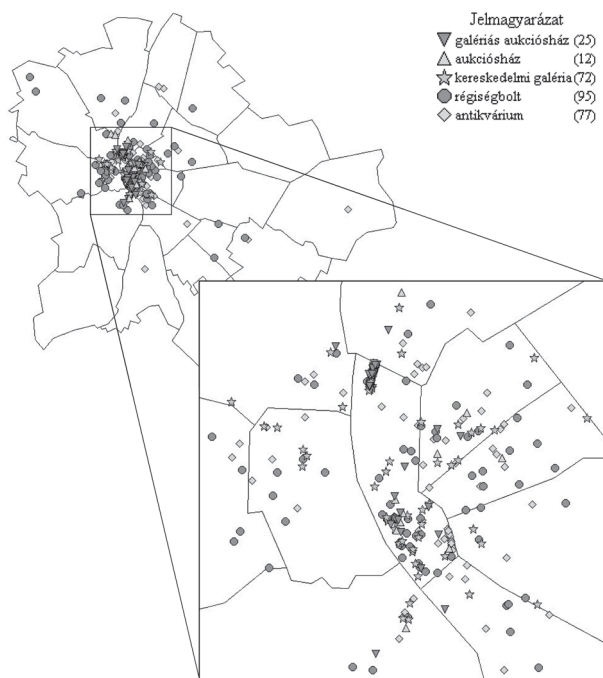 Jelmagyarázat
galériás aukciósház (25)
aukciósház (12)
kereskedelmi galéria (72)
régiségbolt (95)
antikvárium (77)